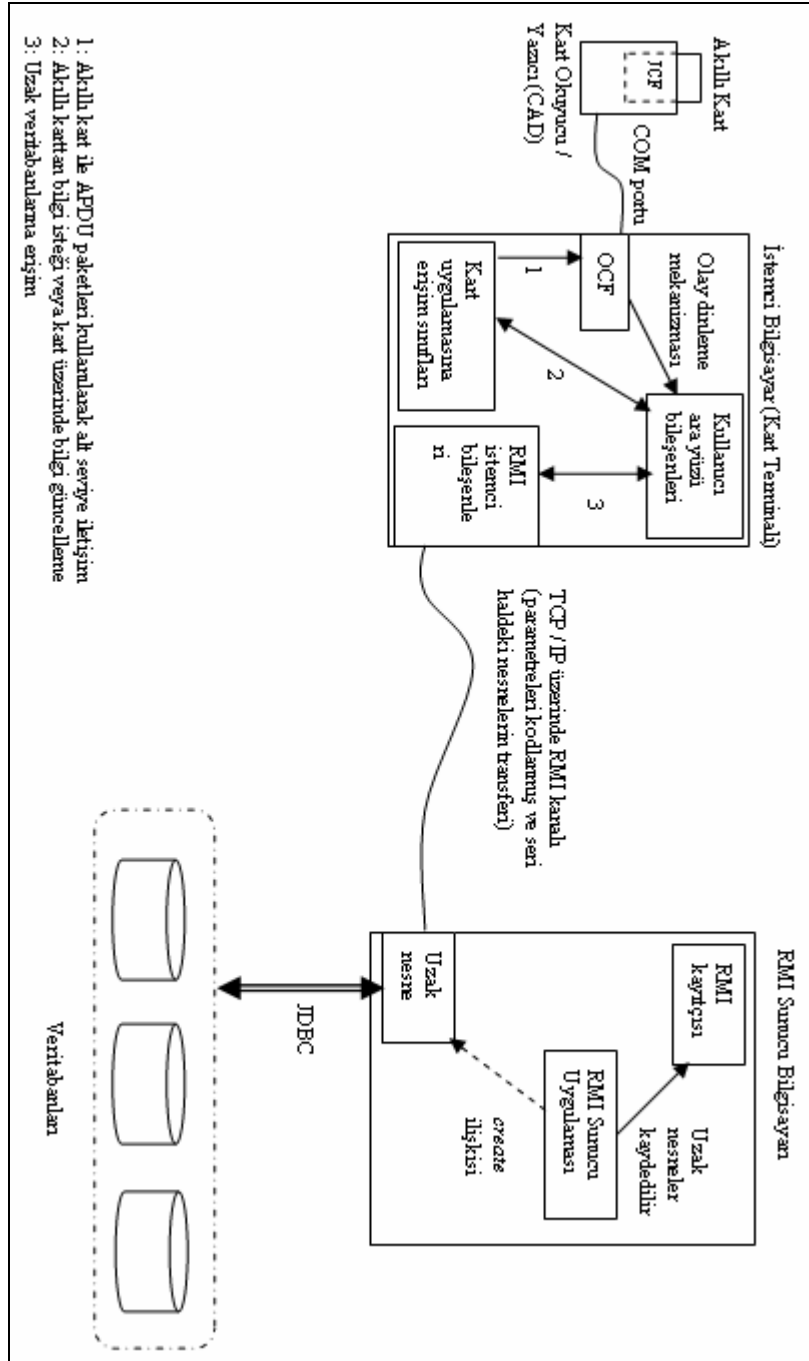 Akıllı Kart
JCF
Kart Okuyucu /
Yazıcı (CAD)
COM portu
İstemci Bilgisayar (Kart Terminali)
Olay dinleme
mekanizması
OCF
1
Kart
uygulamasına
erişim sınıfları
2
Kullanıcı
ara yüzü
bileşenleri
3
RMI
istemci
bileşenle
ri
TCP / IP üzerinde RMI kanalı
(parametreleri kodlanmış ve seri
haldeki nesnelerin transferi)
RMI Sunucu Bilgisayarı
RMI
kayıtçısı
Uzak
nesneler
kaydedilir
RMI Sunucu
Uygulaması
create
ilişkisi
Uzak
nesne
JDBC
Veritabanları
1: Akıllı kart ile APDU paketleri kullanılarak alt seviye iletişim
2: Akıllı karttan bilgi isteği veya kart üzerinde bilgi güncelleme
3: Uzak veritabanlarına erişim